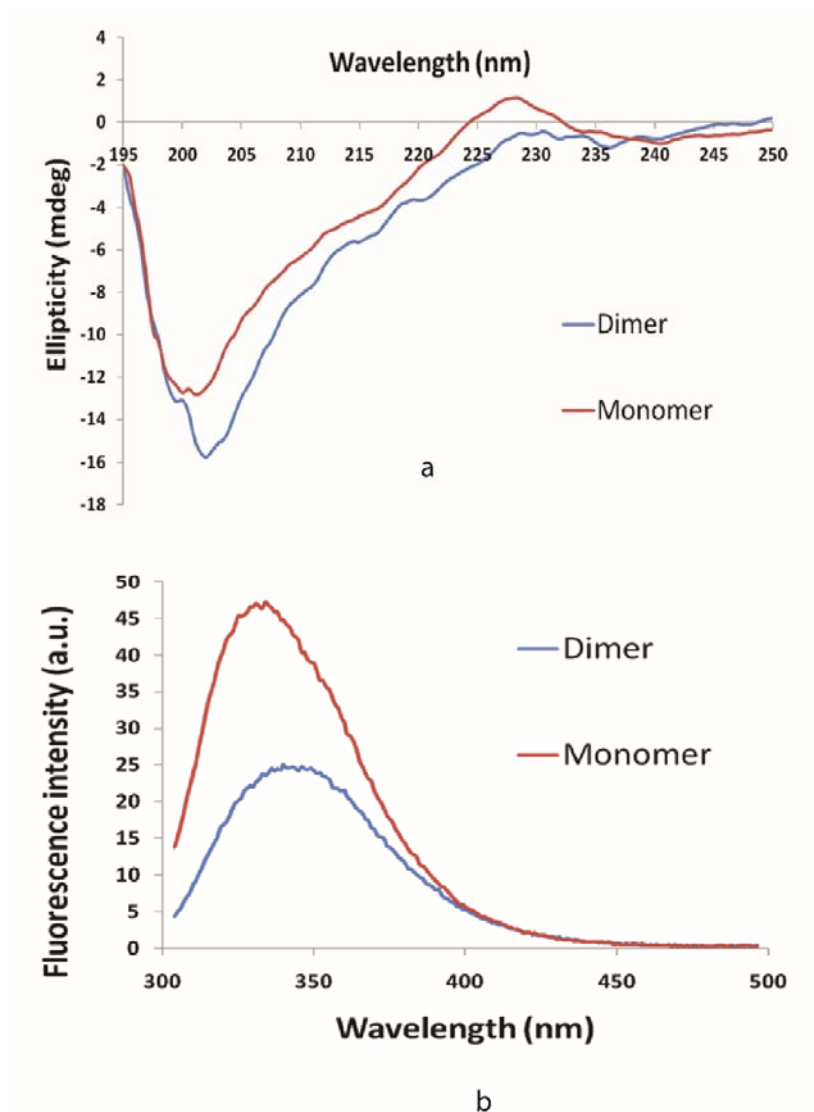 4
2
0
-2
-4
-6
-8
-10
-12
-14
-16
-18
Ellipticity (mdeg)
Wavelength (nm)
195 200 205 210 215 220 225 230 235 240 245 250
Dimer
Monomer
a
50
45
40
35
30
25
20
15
10
5
0
Fluorescence intensity (a.u.)
Dimer
Monomer
300 350 400 450 500
Wavelength (nm)
b